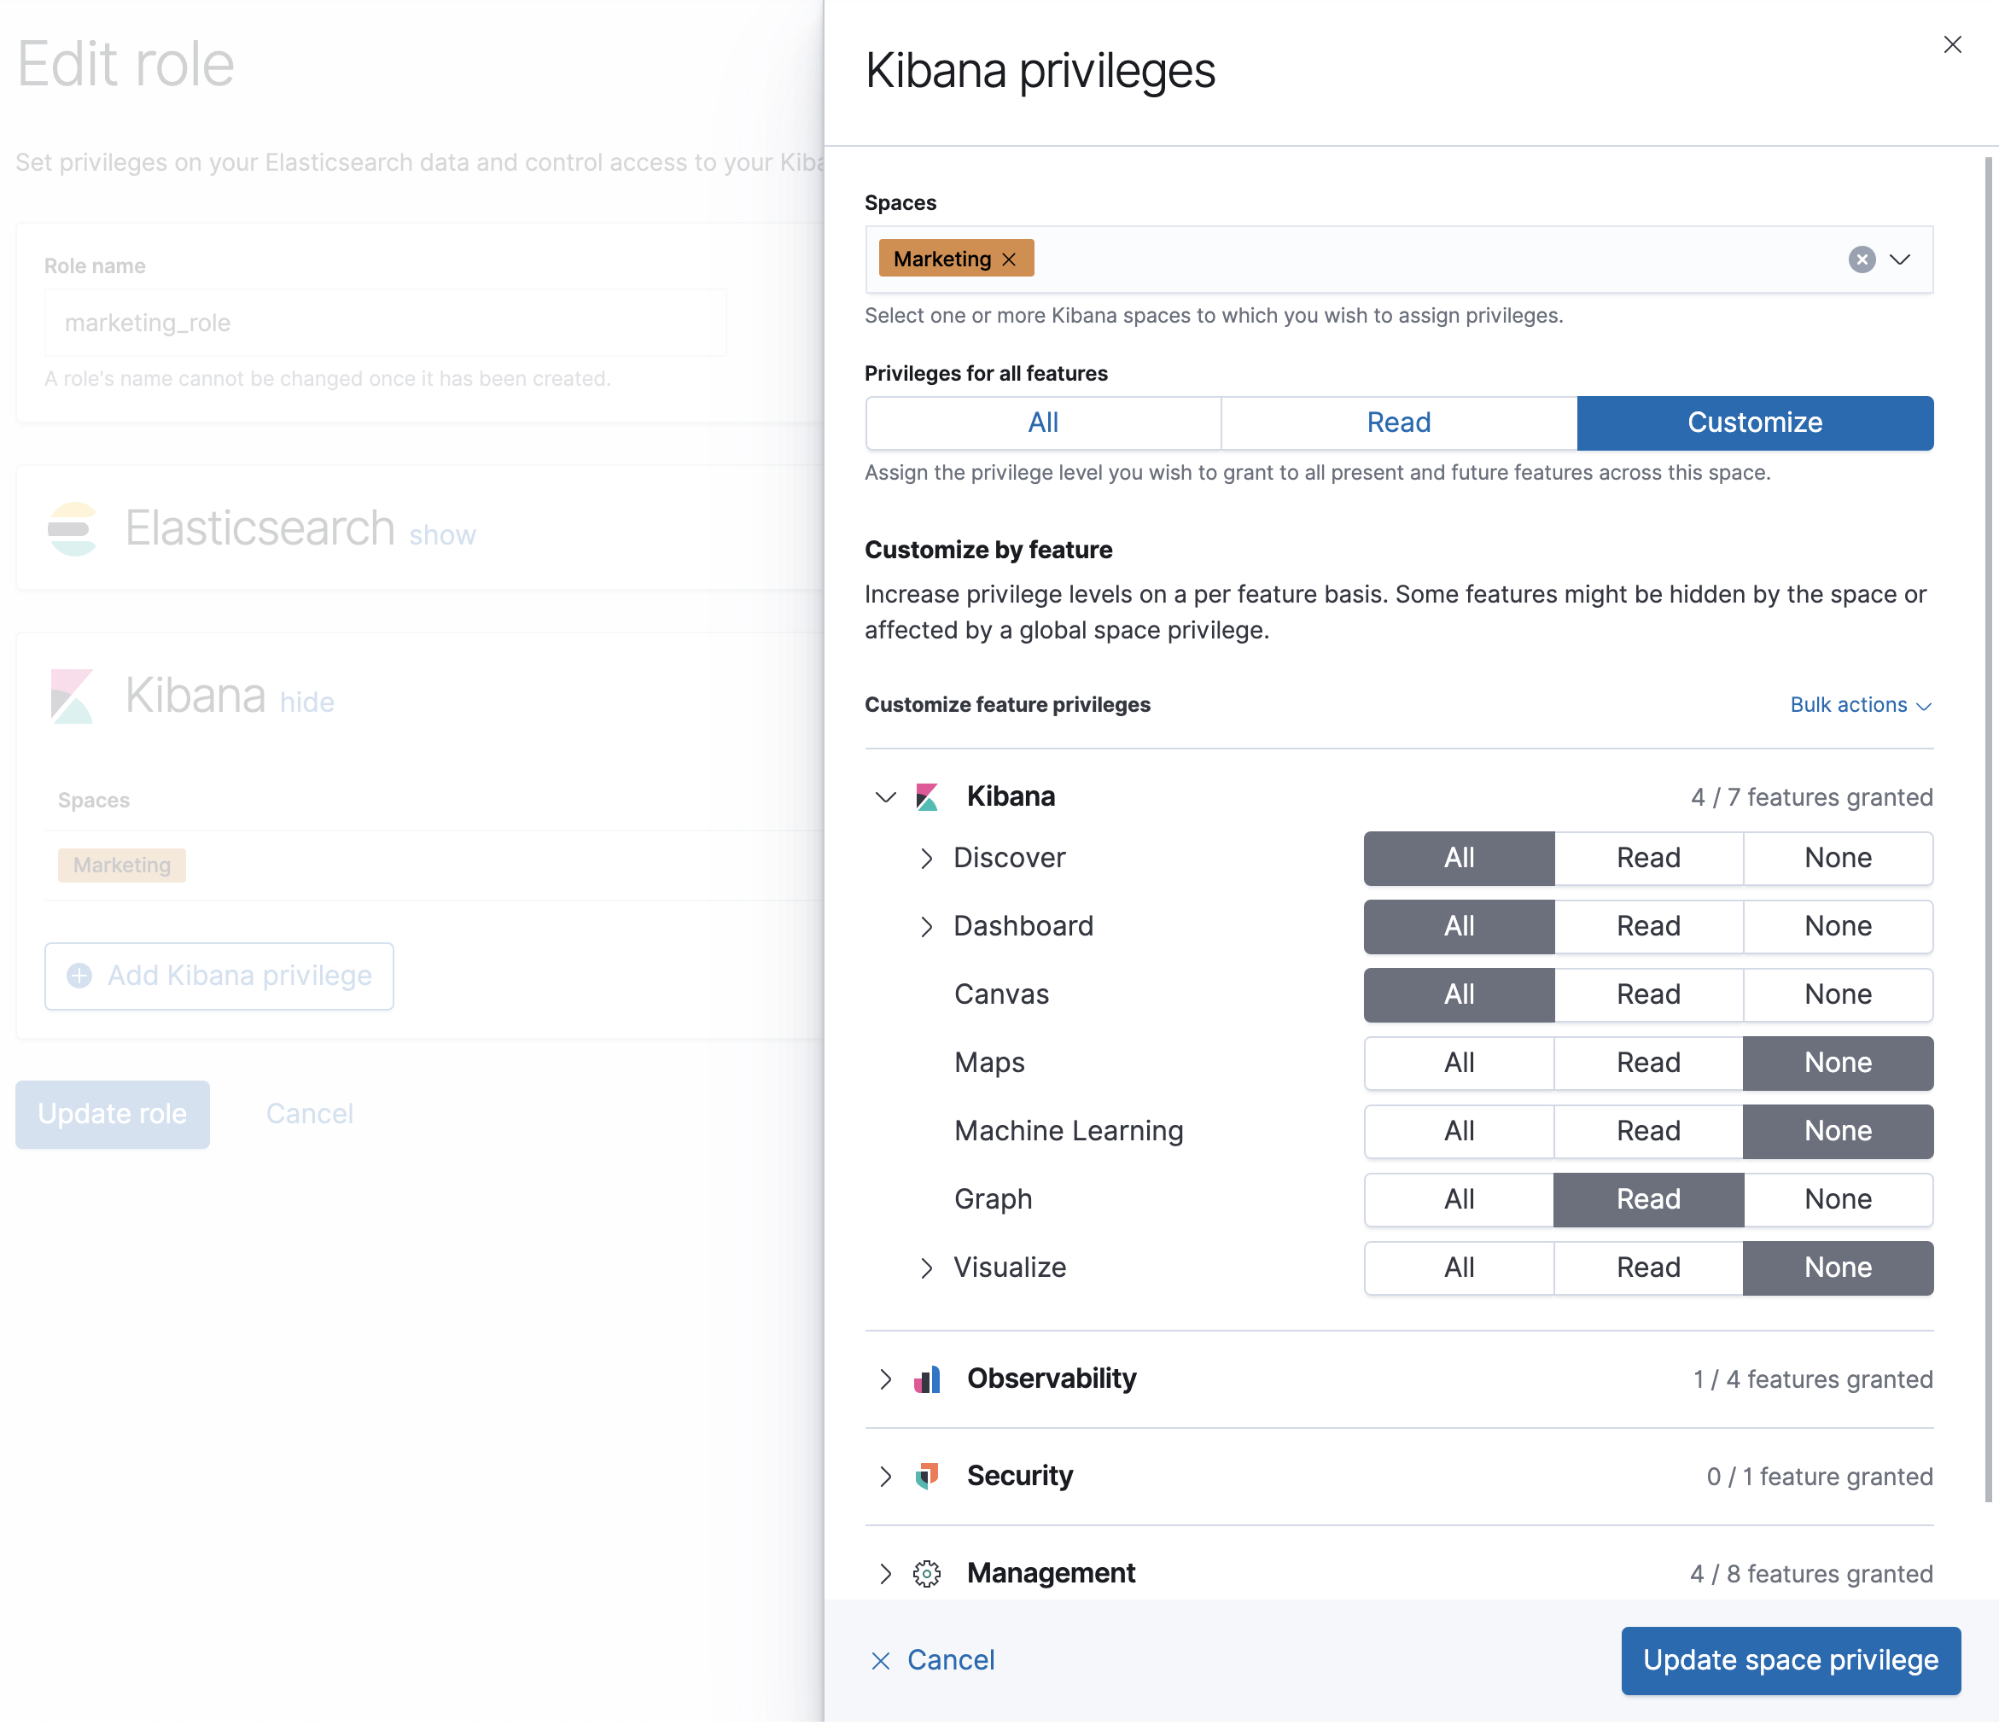 Edit role
Set privileges on your Elasticsearch data and control access to your Kiba
Role name
marketing_role
A role's name cannot be changed once it has been created.
Elasticsearch show
Kibana hide
Spaces
Marketing
Add Kibana privilege
Update role Cancel
Kibana privileges
Spaces
Marketing
Select one or more Kibana spaces to which you wish to assign privileges.
Privileges for all features
All Read Customize
Assign the privilege level you wish to grant to all present and future features across this space.
Customize by feature
Increase privilege levels on a per feature basis. Some features might be hidden by the space or
affected by a global space privilege.
Customize feature privileges Bulk actions
Kibana 4 / 7 features granted
Discover All Read None
Dashboard All Read None
Canvas All Read None
Maps All Read None
Machine Learning All Read None
Graph All Read None
Visualize All Read None
Observability 1 / 4 features granted
Security 0 / 1 feature granted
Management 4 / 8 features granted
Cancel Update space privilege